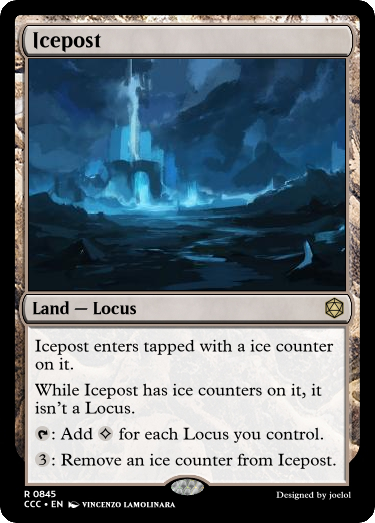 Icepost
Land — Locus
Icepost enters tapped with a ice counter
on it.
While Icepost has ice counters on it, it
isn't a Locus.
: Add for each Locus you control.
3: Remove an ice counter from Icepost.
R 0845
Designed by joelol
CCC • EN VINCENZO LAMOLINARA